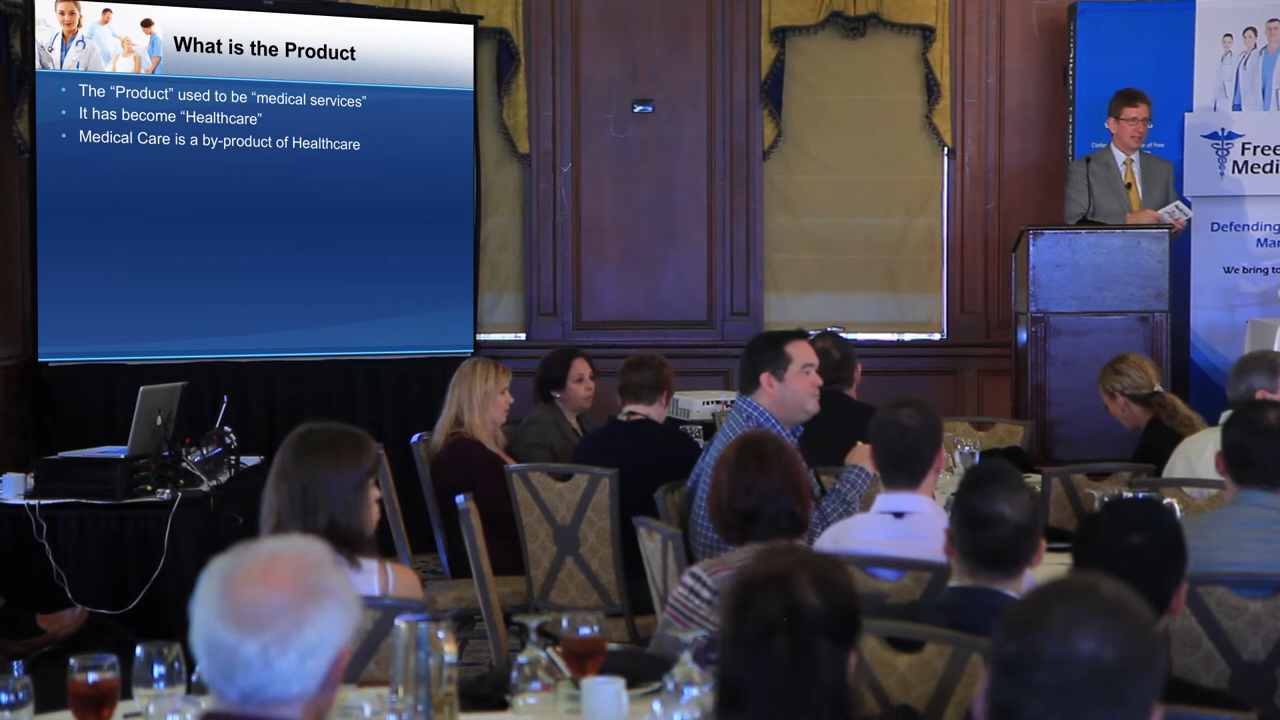 What is the Product
• The “Product” used to be “medical services”
• It has become “Healthcare”
• Medical Care is a by-product of Healthcare
Free
Medi
Defending
Mar
We bring to